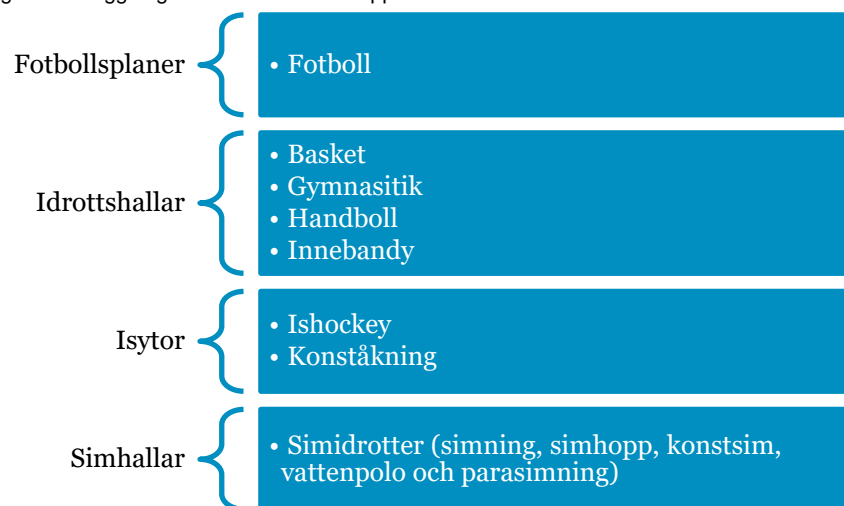 Fotbollsplaner
• Fotboll
Idrottshallar
• Basket
• Gymnasitik
• Handboll
• Innebandy
Isytor
• Ishockey
• Konståkning
Simhallar
• Simidrotter (simning, simhopp, konstsim,
vattenpolo och parasimning)